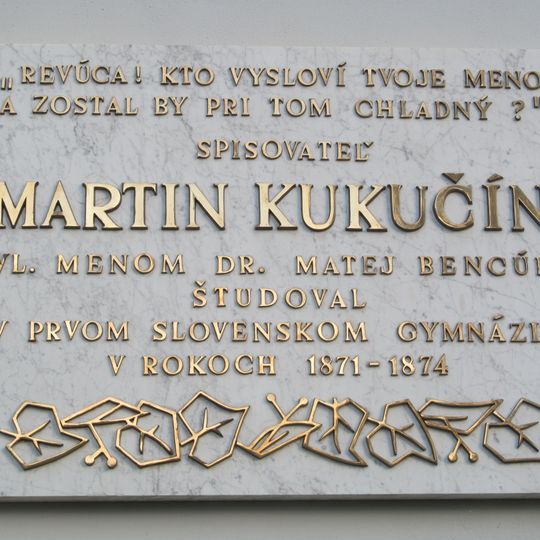 „REVÚCA! KTO VYSLOVÍ TVOJE MENO
A ZOSTAL BY PRI TOM CHLADNÝ?"
SPISOVATEĽ
MARTIN KUKUČÍN
VL. MENOM DR. MATEJ BENCÚR
ŠTUDOVAL
V PRVOM SLOVENSKOM
V ROKOCH 1871-1874